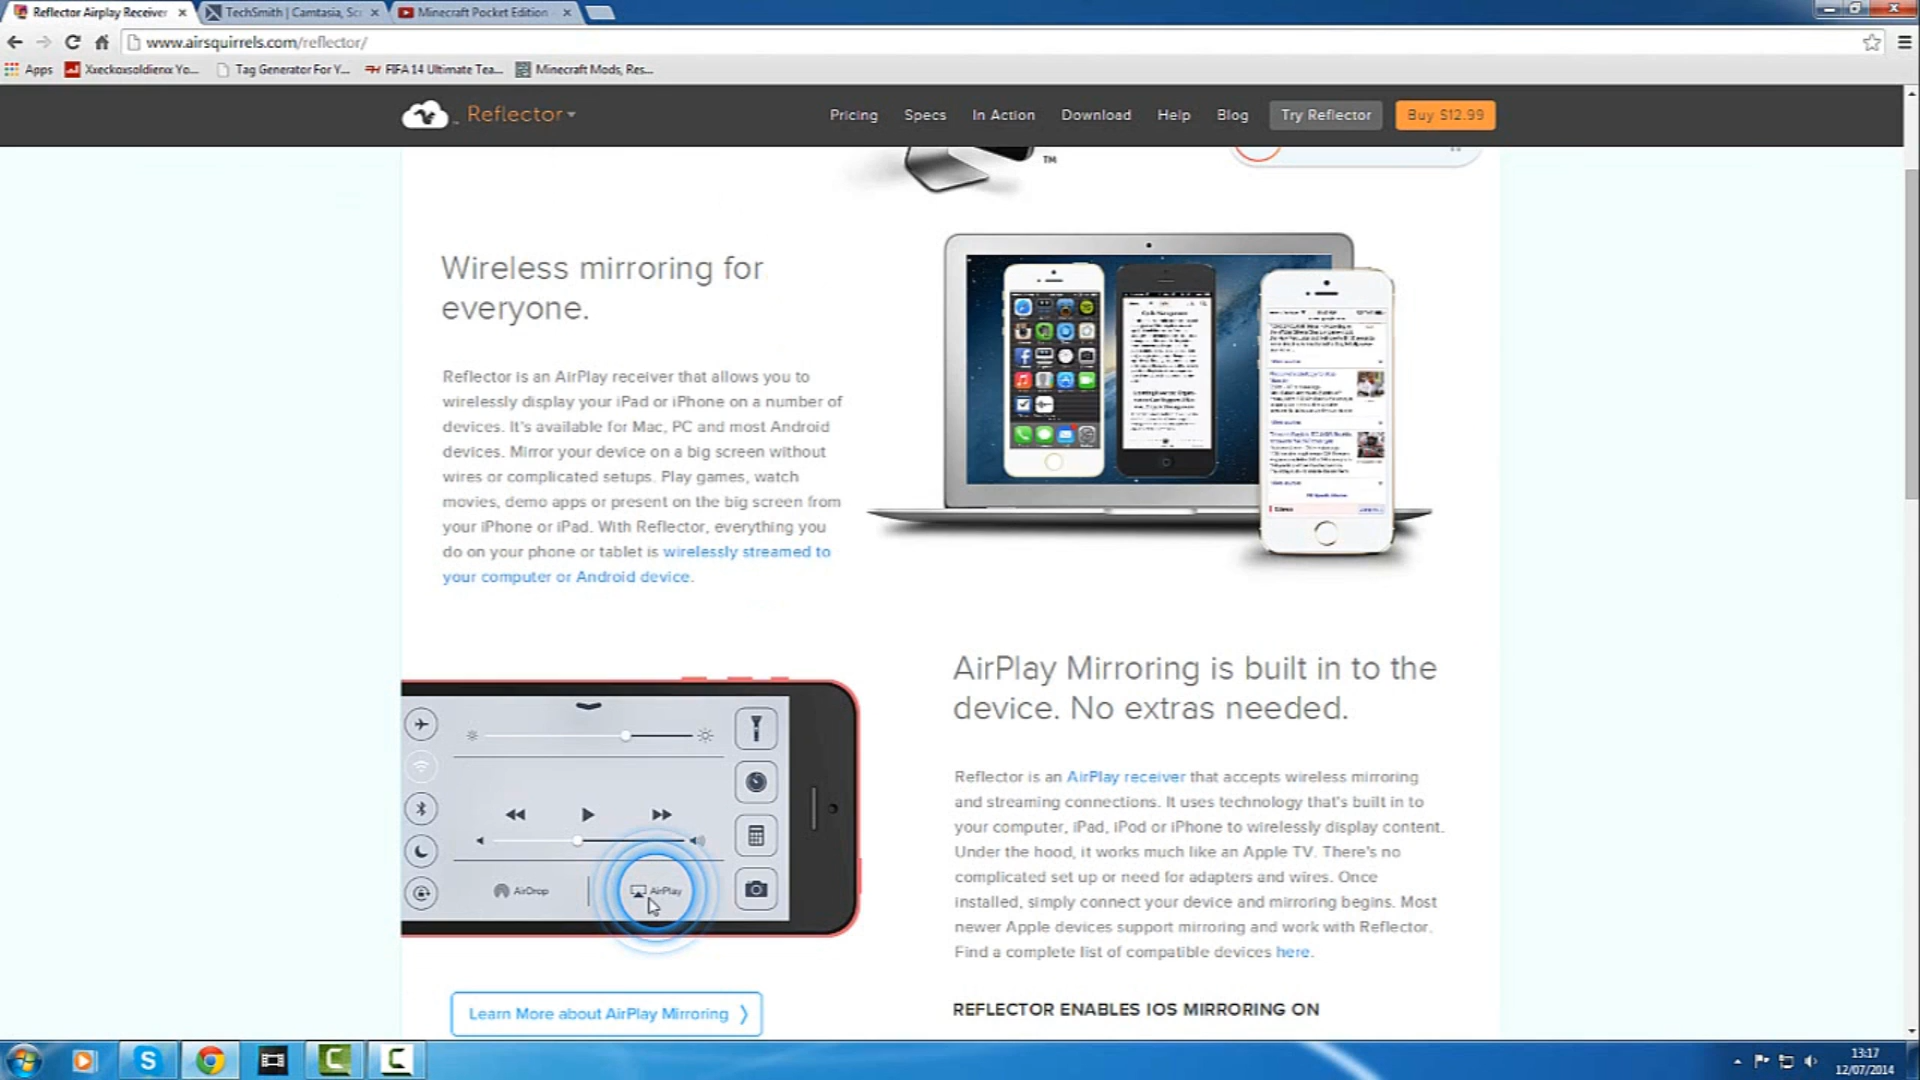 Reflector Airplay Receiver
TechSmith | Camtasia, Scr
Minecraft Pocket Edition
www.airsquirrels.com/reflector/
Apps
Xxeckoxsoldierxx Yo...
Tag Generator For Y...
FIFA 14 Ultimate Tea...
Minecraft Mods, Res...
Reflector
Pricing
Specs
In Action
Download
Help
Blog
Try Reflector
Buy $12.99
TM
Wireless mirroring for
everyone.
Reflector is an AirPlay receiver that allows you to
wirelessly display your iPad or iPhone on a number of
devices. It's available for Mac, PC and most Android
devices. Mirror your device on a big screen without
wires or complicated setups. Play games, watch
movies, demo apps or present on the big screen from
your iPhone or iPad. With Reflector, everything you
do on your phone or tablet is wirelessly streamed to
your computer or Android device.
AirDrop
AirPlay
Learn More about AirPlay Mirroring
AirPlay Mirroring is built in to the
device. No extras needed.
Reflector is an AirPlay receiver that accepts wireless mirroring
and streaming connections. It uses technology that's built in to
your computer, iPad, iPod or iPhone to wirelessly display content.
Under the hood, it works much like an Apple TV. There's no
complicated set up or need for adapters and wires. Once
installed, simply connect your device and mirroring begins. Most
newer Apple devices support mirroring and work with Reflector.
Find a complete list of compatible devices here.
REFLECTOR ENABLES IOS MIRRORING ON
13:17
12/07/2014